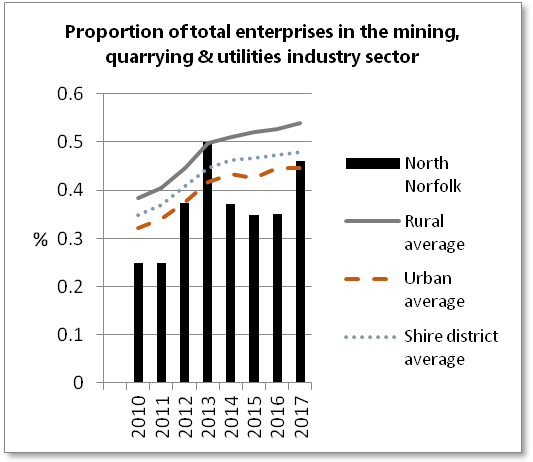 Proportion of total enterprises in the mining,
quarrying & utilities industry sector
0.6
0.5
0.4
0.3
0.2
0.1
0
%
2010
2011
2012
2013
2014
2015
2016
2017
North
Norfolk
Rural
average
Urban
average
Shire district
average